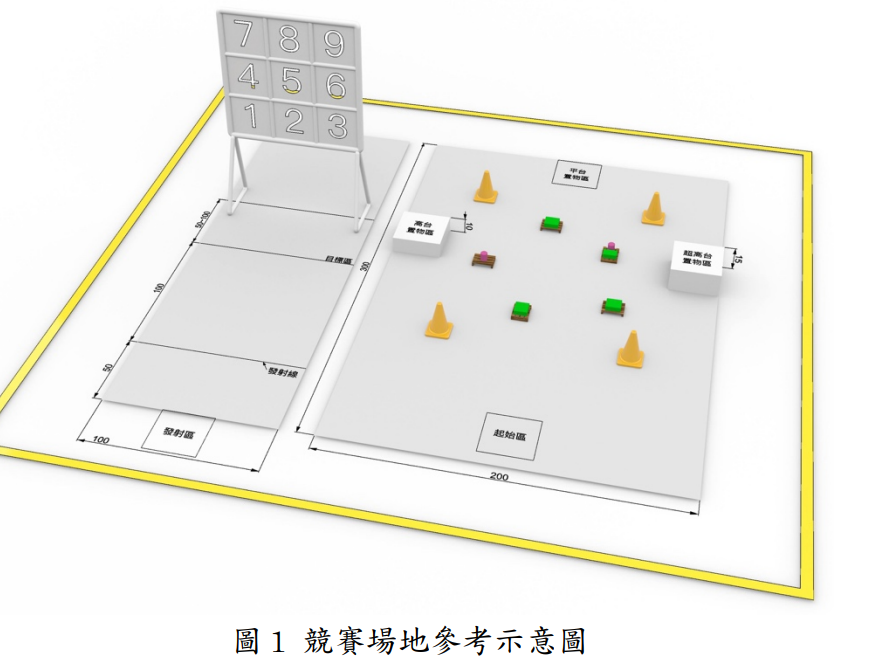 7 8 9
4 5 6
1 2 3
平台
置物區
高台
置物區
10
超高台
置物區
15
50~100
目標區
300
100
發射線
50
發射區
100
起始區
200
圖 1 競賽場地參考示意圖